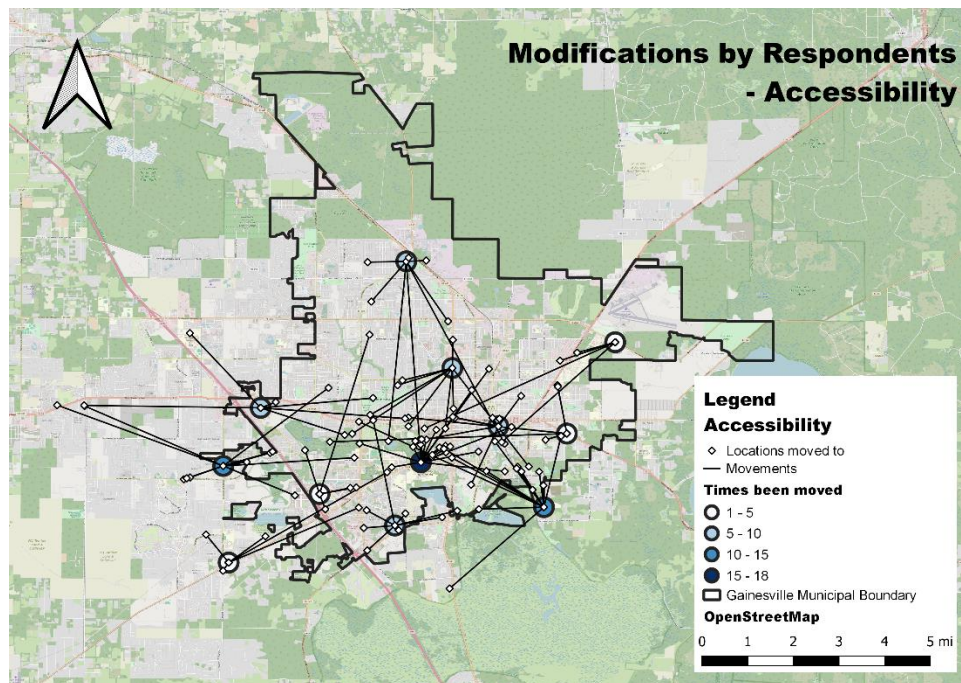 Modifications by Respondents
- Accessibility
Legend
Accessibility
Locations moved to
Movements
Times been moved
1 - 5
5 - 10
10 - 15
15 - 18
Gainesville Municipal Boundary
OpenStreetMap
0 1 2 3 4 5 mi